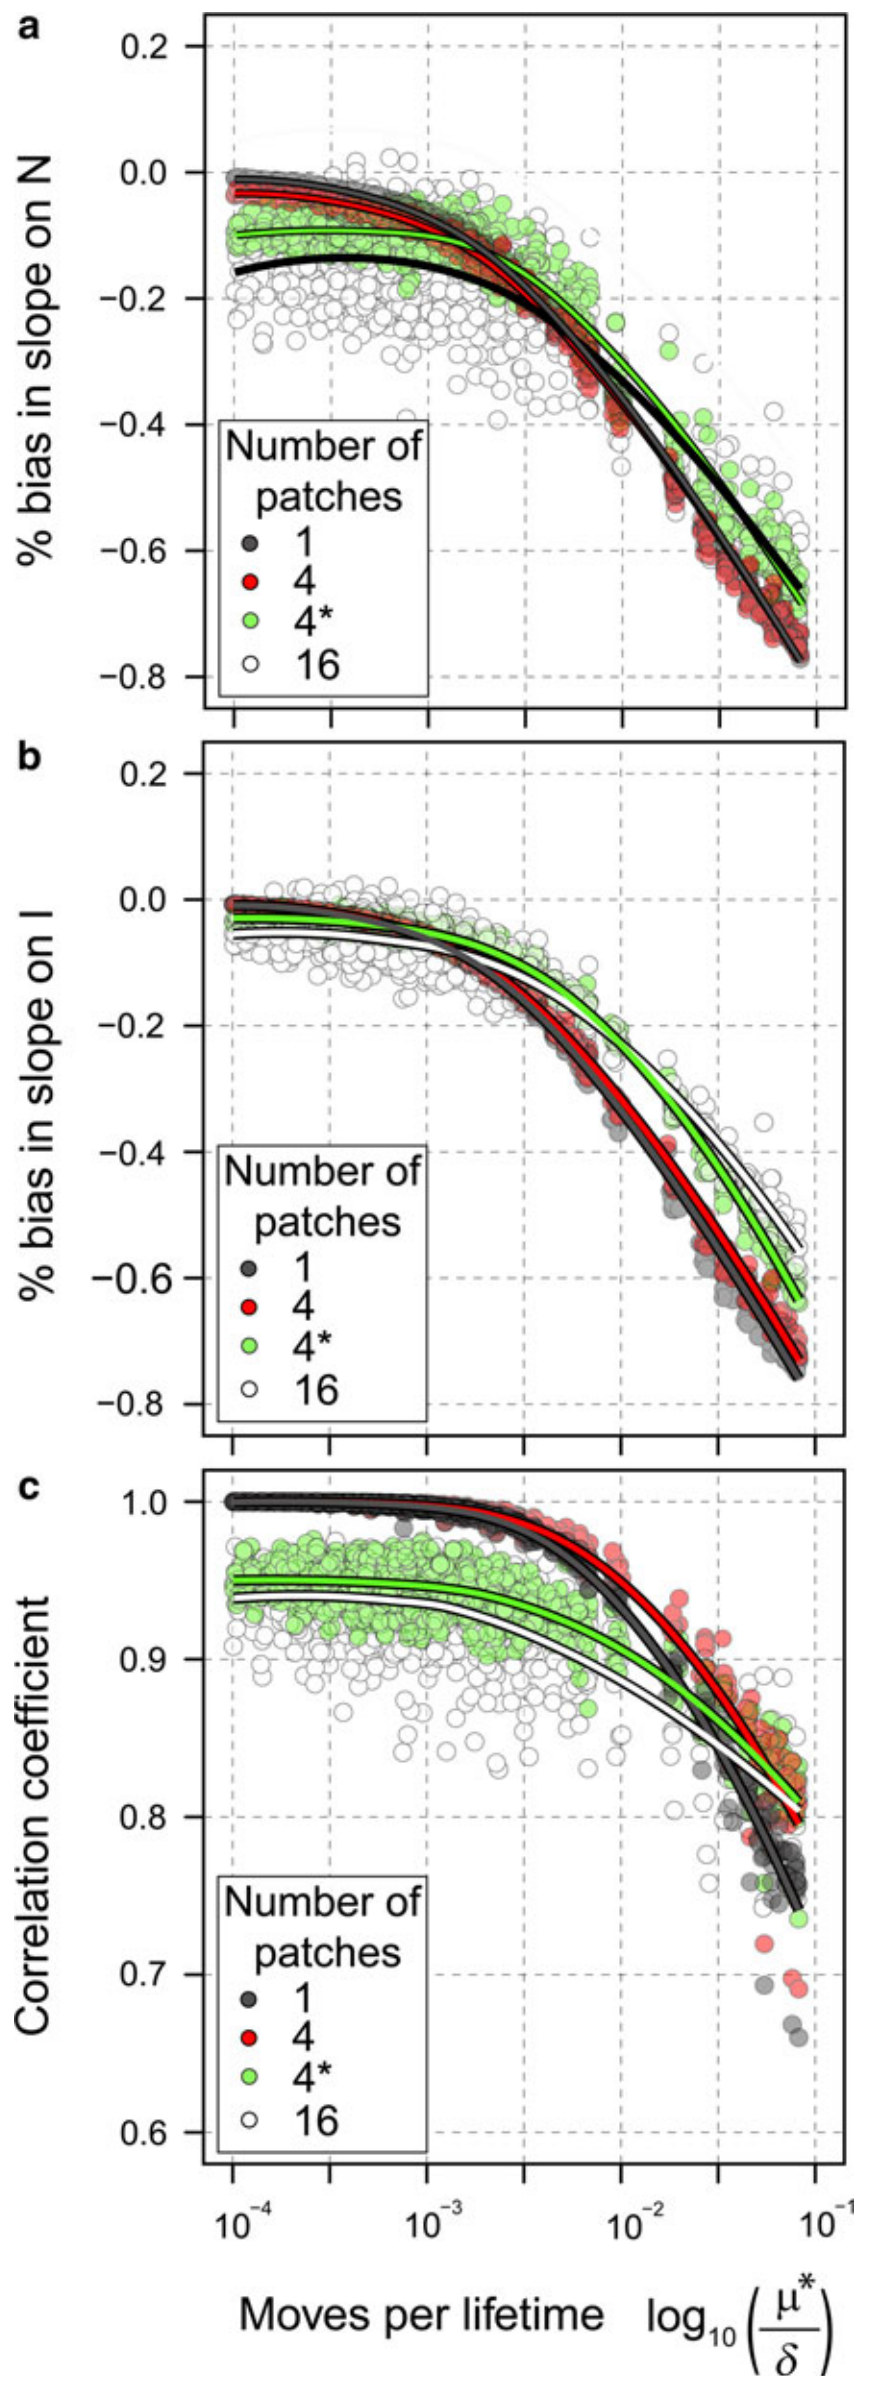 a
% bias in slope on N
0.2
0.0
−0.2
−0.4
−0.6
−0.8
Number of
patches
1
4
4*
16
b
% bias in slope on I
0.2
0.0
−0.2
−0.4
−0.6
−0.8
Number of
patches
1
4
4*
16
c
Correlation coefficient
1.0
0.9
0.8
0.7
0.6
Number of
patches
1
4
4*
16
10⁻⁴ 10⁻³ 10⁻² 10⁻¹
Moves per lifetime log₁₀(μ*/δ)